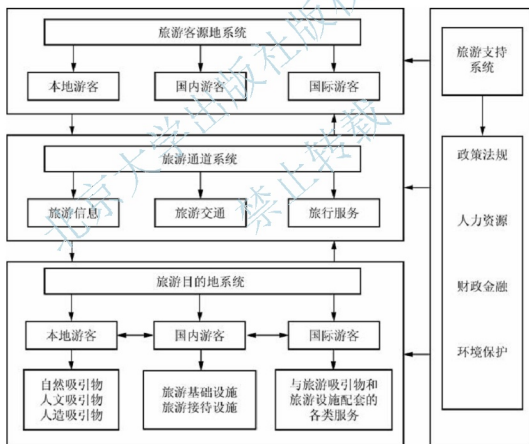 旅游客源地系统
本地游客
国内游客
国际游客
旅游通道系统
旅游信息
旅游交通
旅行服务
旅游目的地系统
本地游客
国内游客
国际游客
自然吸引物
人文吸引物
人造吸引物
旅游基础设施
旅游接待设施
与旅游吸引物和
旅游设施配套的
各类服务
旅游支持
系统
政策法规
人力资源
财政金融
环境保护
北京大学出版社版权
禁止转载